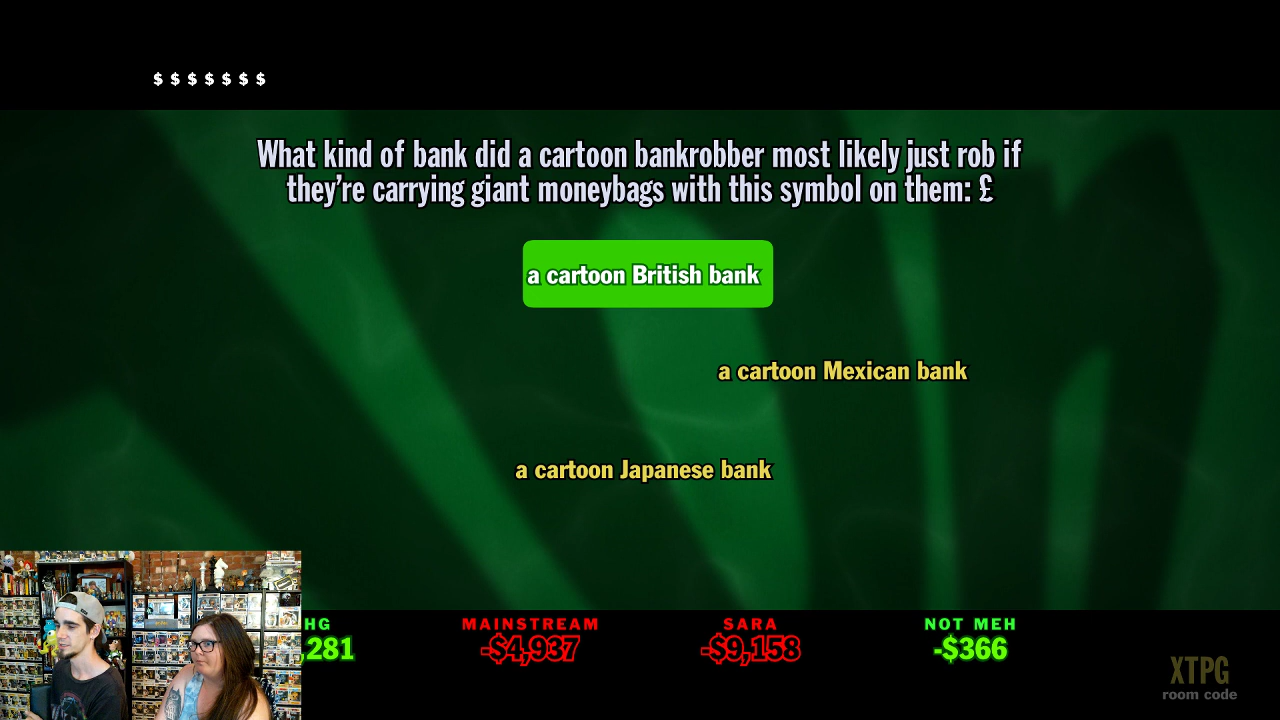 $ $ $ $ $ $ $
What kind of bank did a cartoon bankrobber most likely just rob if
they're carrying giant moneybags with this symbol on them: £
a cartoon British bank
a cartoon Mexican bank
a cartoon Japanese bank
HG MAINSTREAM SARA NOT MEH
,281 -$4,937 -$9,158 -$366
XTPG
room code